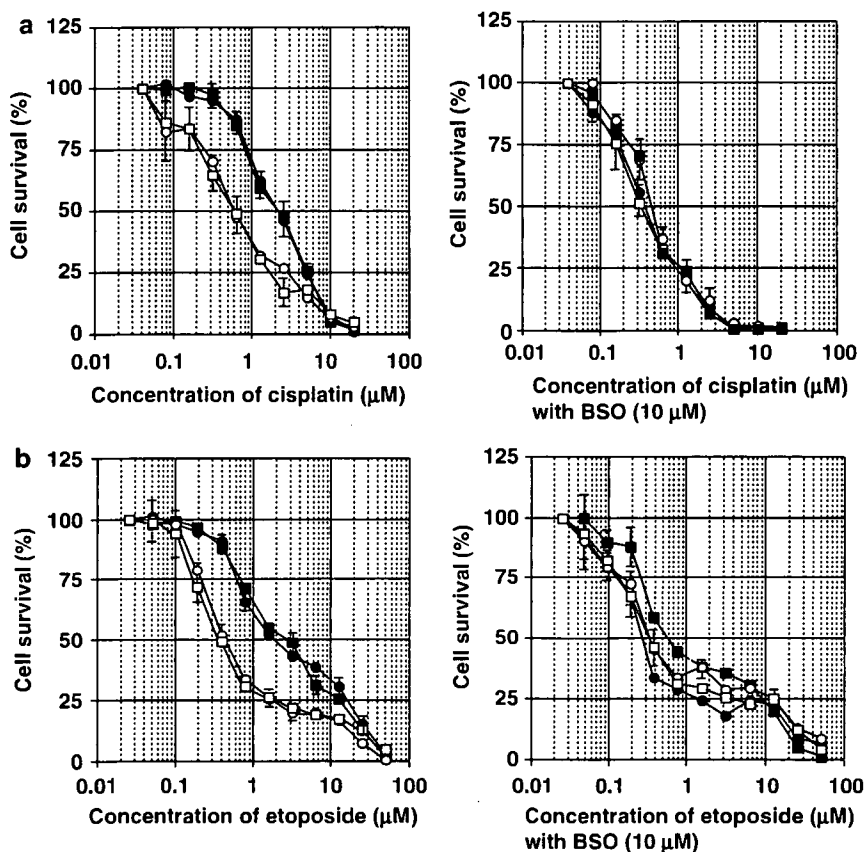 a
125
100
75
50
25
0
Cell survival (%)
0.01 0.1 1 10 100
Concentration of cisplatin (μM)
125
100
75
50
25
0
Cell survival (%)
0.01 0.1 1 10 100
Concentration of cisplatin (μM)
with BSO (10 μM)
b
125
100
75
50
25
0
Cell survival (%)
0.01 0.1 1 10 100
Concentration of etoposide (μM)
125
100
75
50
25
0
Cell survival (%)
0.01 0.1 1 10 100
Concentration of etoposide (μM)
with BSO (10 μM)